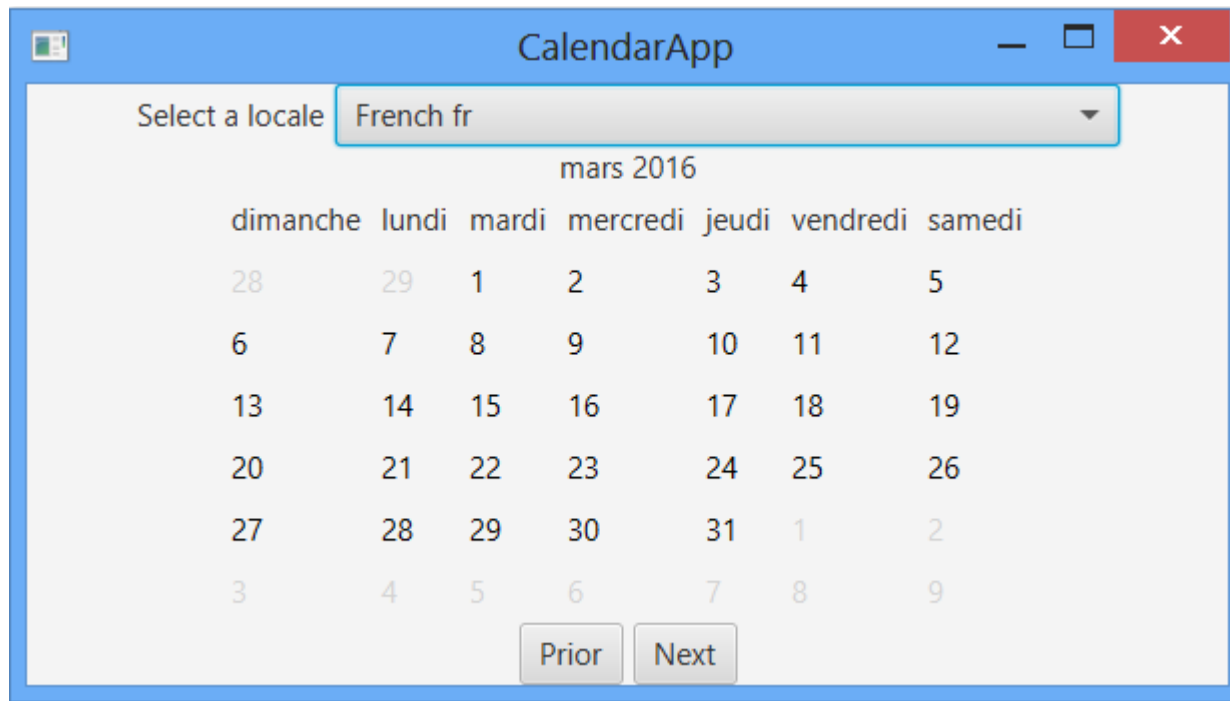 CalendarApp
Select a locale French fr
mars 2016
dimanche lundi mardi mercredi jeudi vendredi samedi
28 29 1 2 3 4 5
6 7 8 9 10 11 12
13 14 15 16 17 18 19
20 21 22 23 24 25 26
27 28 29 30 31 1 2
3 4 5 6 7 8 9
Prior Next